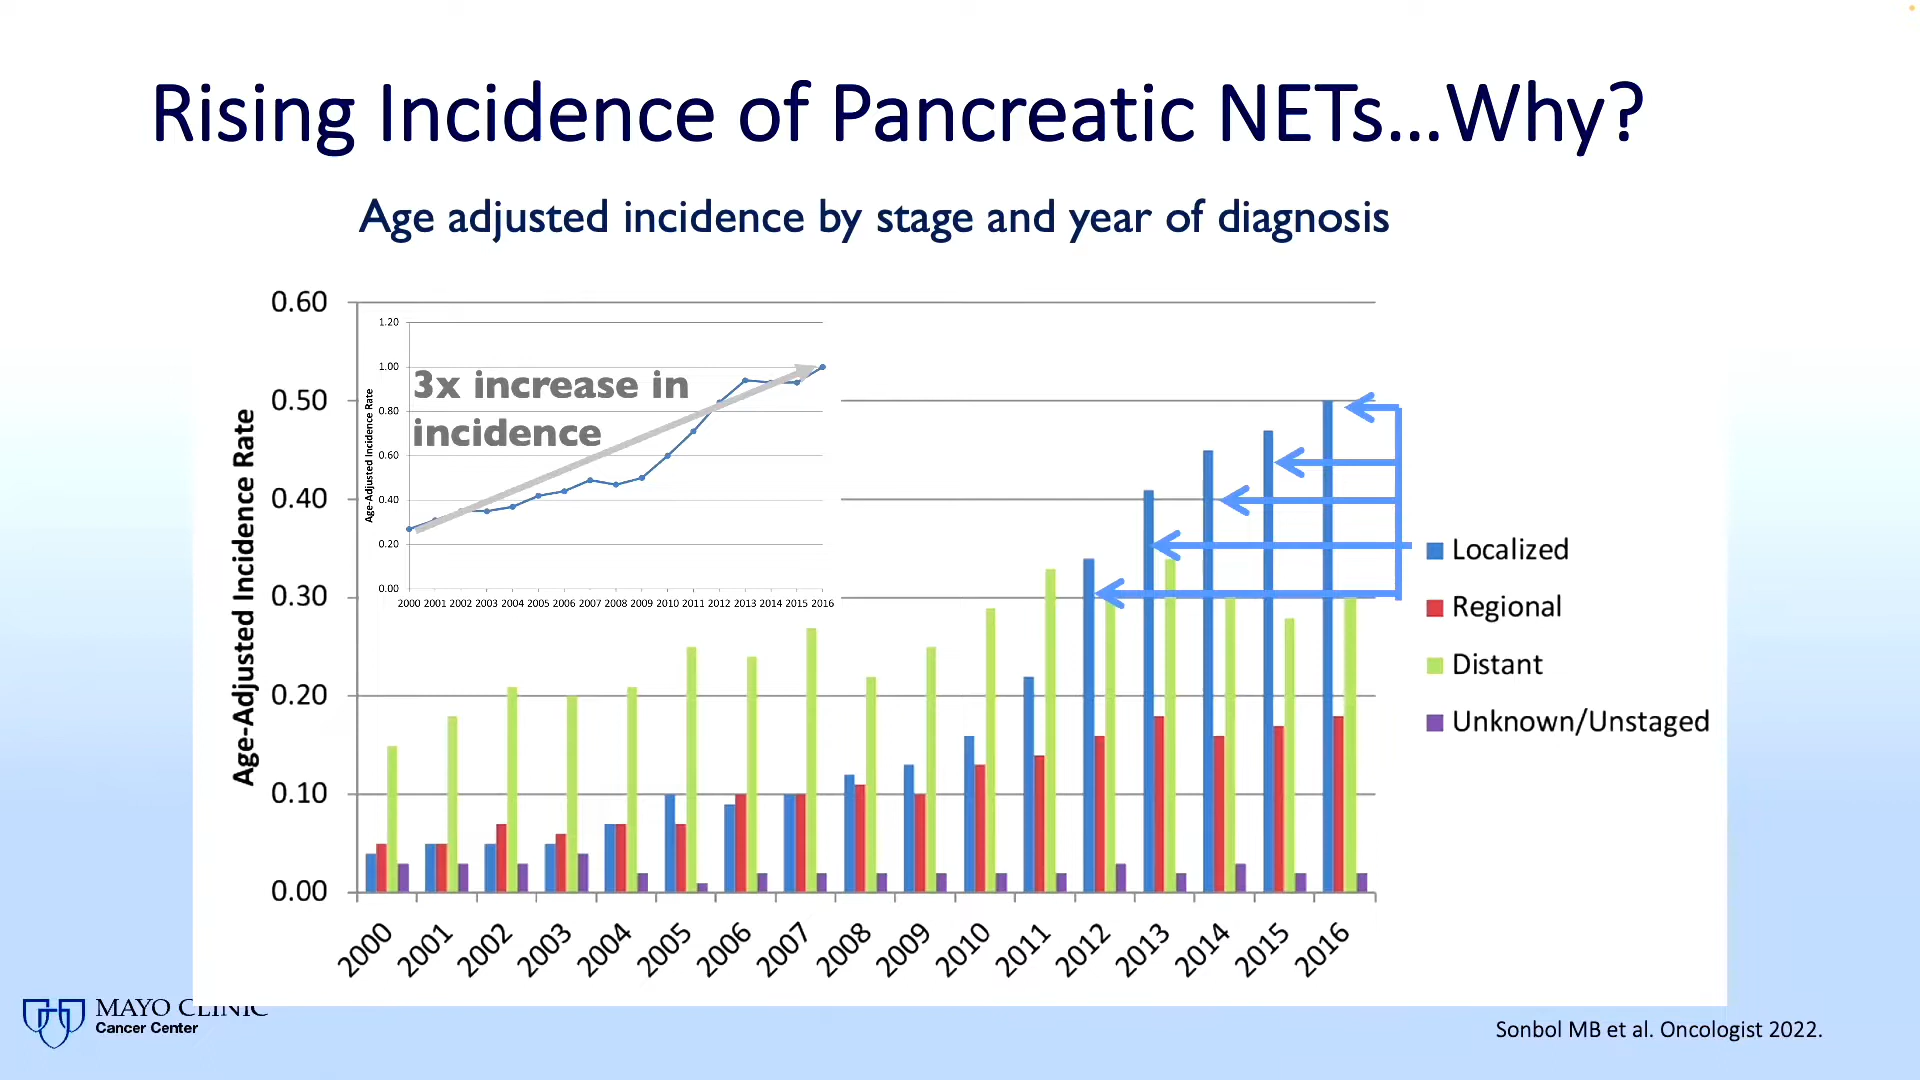 Rising Incidence of Pancreatic NETs...Why?
Age adjusted incidence by stage and year of diagnosis
Age-Adjusted Incidence Rate
0.60
0.50
0.40
0.30
0.20
0.10
0.00
2000 2001 2002 2003 2004 2005 2006 2007 2008 2009 2010 2011 2012 2013 2014 2015 2016
3x increase in
incidence
Age-Adjusted Incidence Rate
1.20
1.00
0.80
0.60
0.40
0.20
0.00
2000 2001 2002 2003 2004 2005 2006 2007 2008 2009 2010 2011 2012 2013 2014 2015 2016
Localized
Regional
Distant
Unknown/Unstaged
MAYO CLINIC
Cancer Center
Sonbol MB et al. Oncologist 2022.